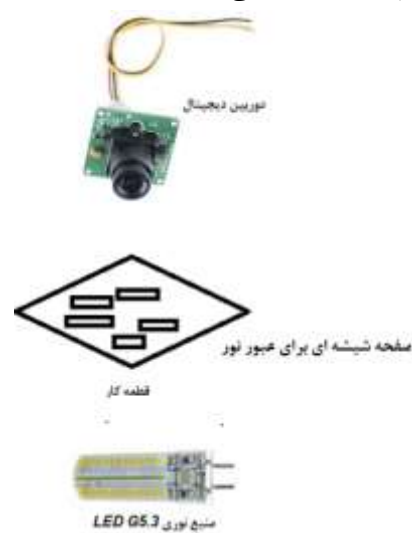 دوربین دیجیتال
صفحه شیشه ای برای عبور نور
قطعه کار
منبع نوری LED G5.3